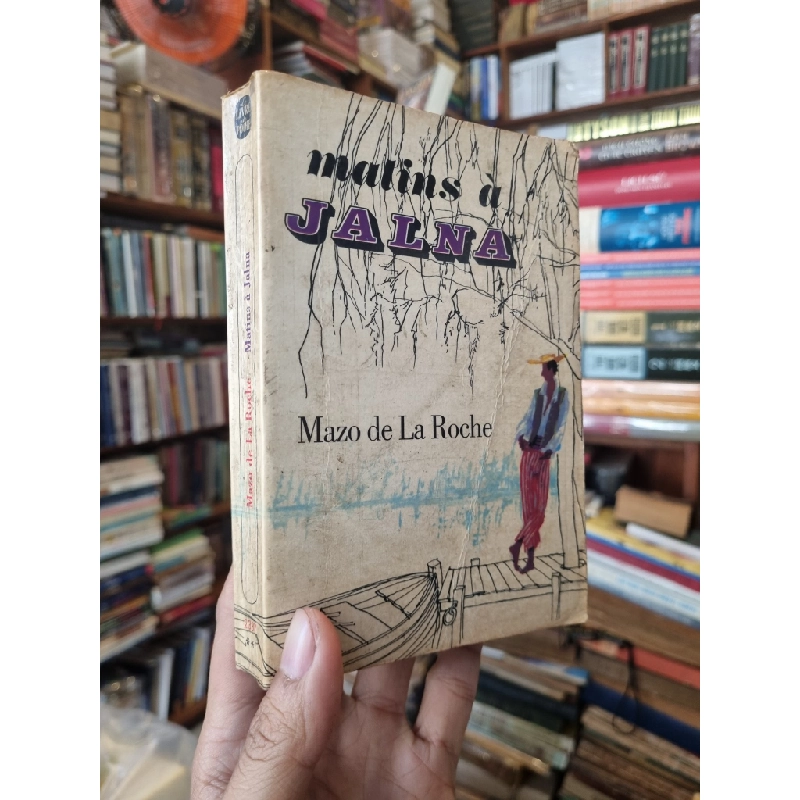 matins à
JALNA
Mazo de La Roche
Mazo de La Roche Matins à Jalna